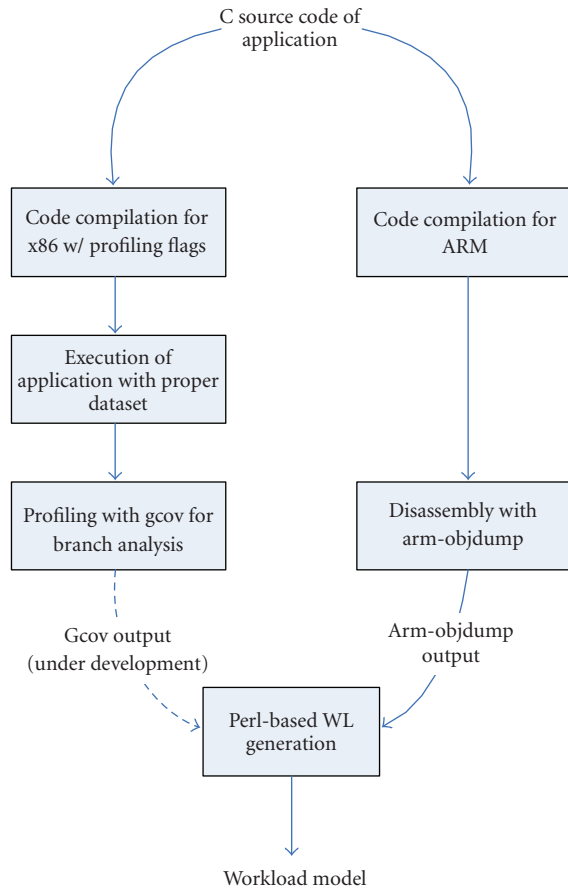 C source code of
application
Code compilation for
x86 w/ profiling flags
Code compilation for
ARM
Execution of
application with proper
dataset
Profiling with gcov for
branch analysis
Disassembly with
arm-objdump
Gcov output
(under development)
Arm-objdump
output
Perl-based WL
generation
Workload model